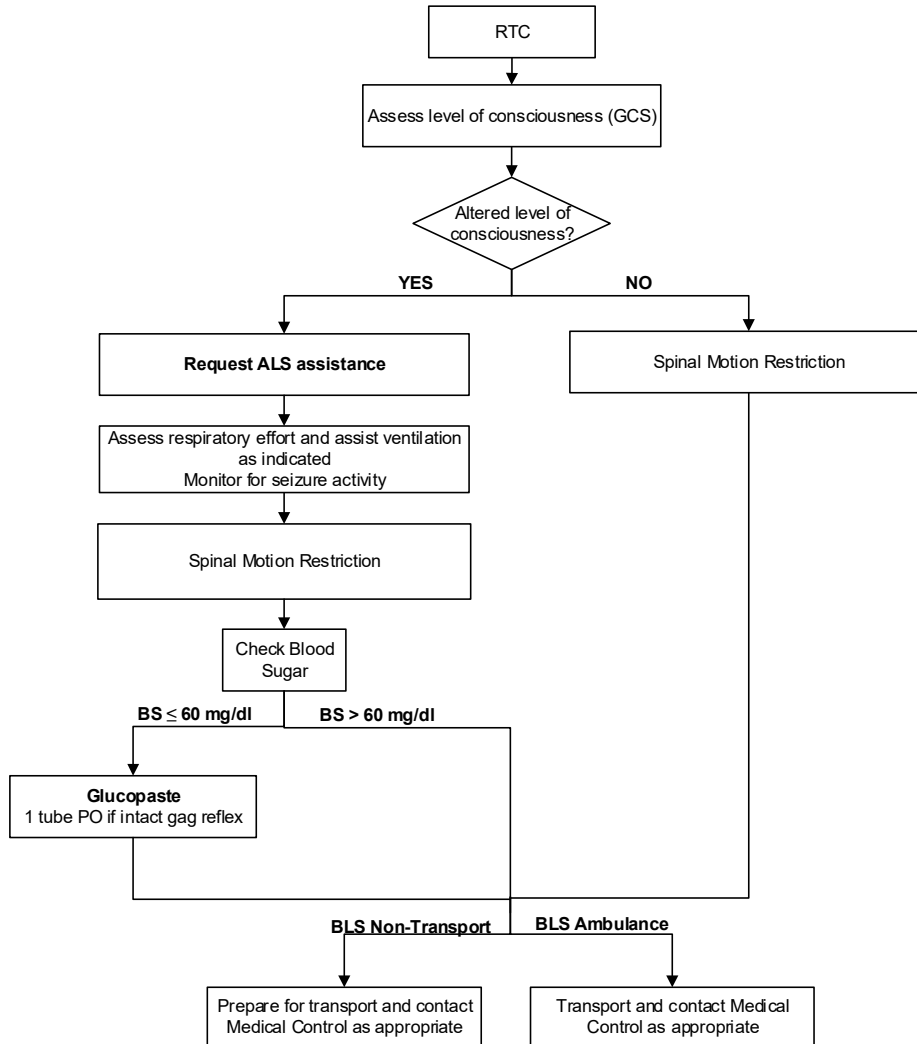 RTC
Assess level of consciousness (GCS)
Altered level of
consciousness?
YES
NO
Request ALS assistance
Spinal Motion Restriction
Assess respiratory effort and assist ventilation
as indicated
Monitor for seizure activity
Spinal Motion Restriction
Check Blood
Sugar
BS ≤ 60 mg/dl
BS > 60 mg/dl
Glucopaste
1 tube PO if intact gag reflex
BLS Non-Transport
BLS Ambulance
Prepare for transport and contact
Medical Control as appropriate
Transport and contact Medical
Control as appropriate